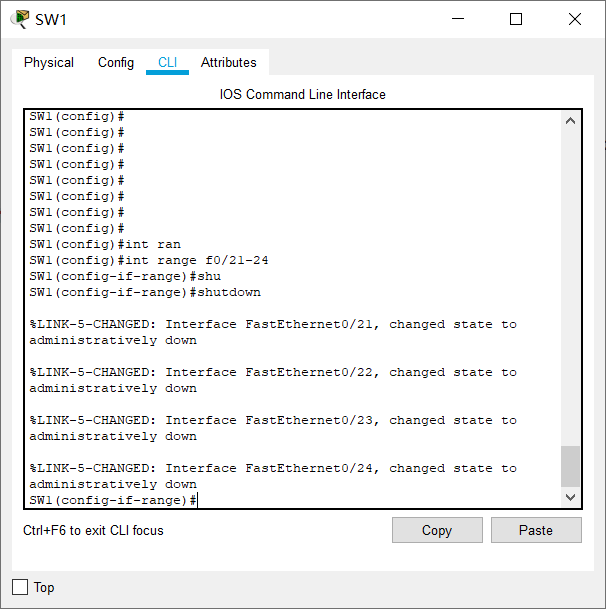 SW1
Physical Config CLI Attributes
IOS Command Line Interface
SW1(config)#
SW1(config)#
SW1(config)#
SW1(config)#
SW1(config)#
SW1(config)#
SW1(config)#
SW1(config)#
SW1(config)#int ran
SW1(config)#int range f0/21-24
SW1(config-if-range)#shu
SW1(config-if-range)#shutdown
%LINK-5-CHANGED: Interface FastEthernet0/21, changed state to
administratively down
%LINK-5-CHANGED: Interface FastEthernet0/22, changed state to
administratively down
%LINK-5-CHANGED: Interface FastEthernet0/23, changed state to
administratively down
%LINK-5-CHANGED: Interface FastEthernet0/24, changed state to
administratively down
SW1(config-if-range)#
Ctrl+F6 to exit CLI focus Copy Paste
Top